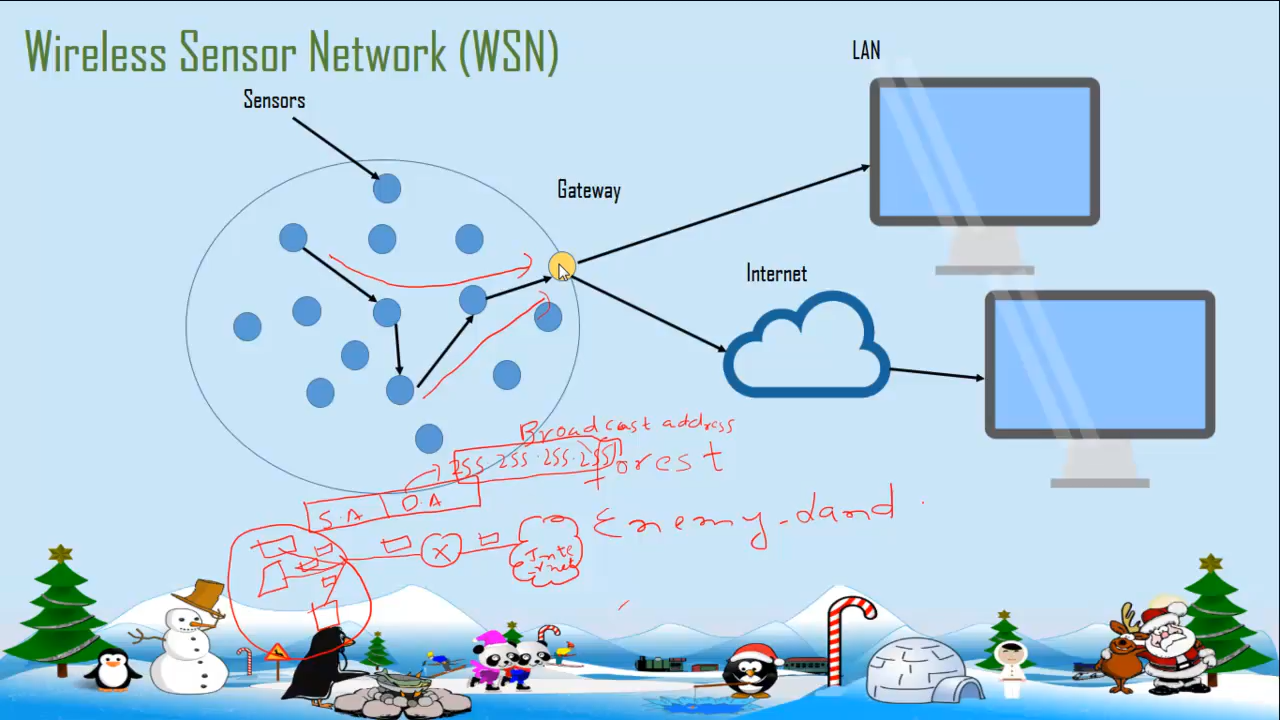 Wireless Sensor Network (WSN)
LAN
Sensors
Gateway
Internet
Broadcast address
255 · 255 · 255 · 255
forest
S.A D.A
Enemy-Land
X
Inte
rnet